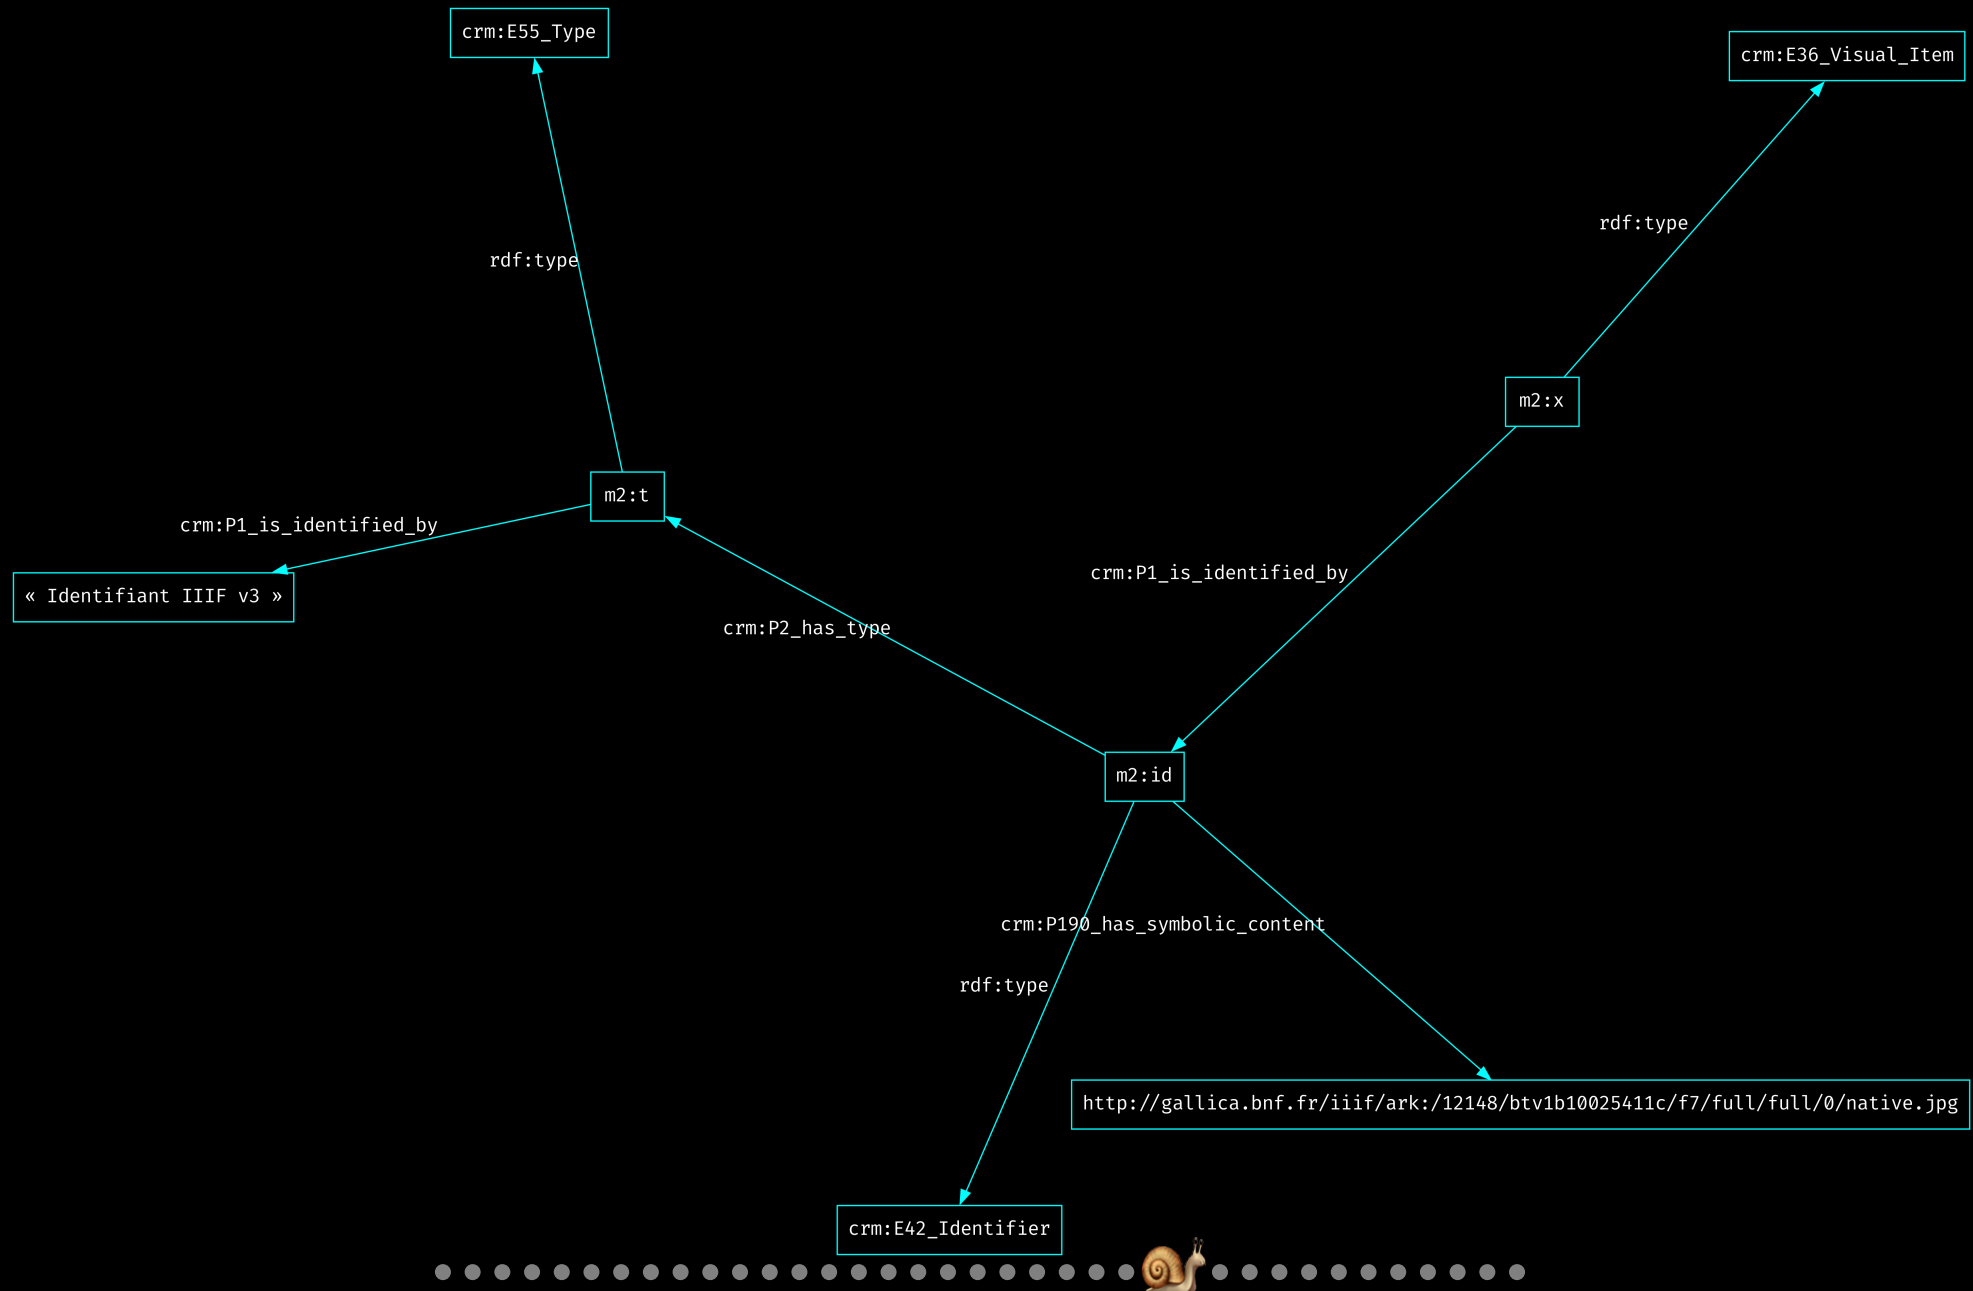 crm:E55_Type
crm:E36_Visual_Item
rdf:type
rdf:type
m2:x
m2:t
crm:P1_is_identified_by
crm:P1_is_identified_by
« Identifiant IIIF v3 »
crm:P2_has_type
m2:id
crm:P190_has_symbolic_content
rdf:type
http://gallica.bnf.fr/iiif/ark:/12148/btv1b10025411c/f7/full/full/0/native.jpg
crm:E42_Identifier